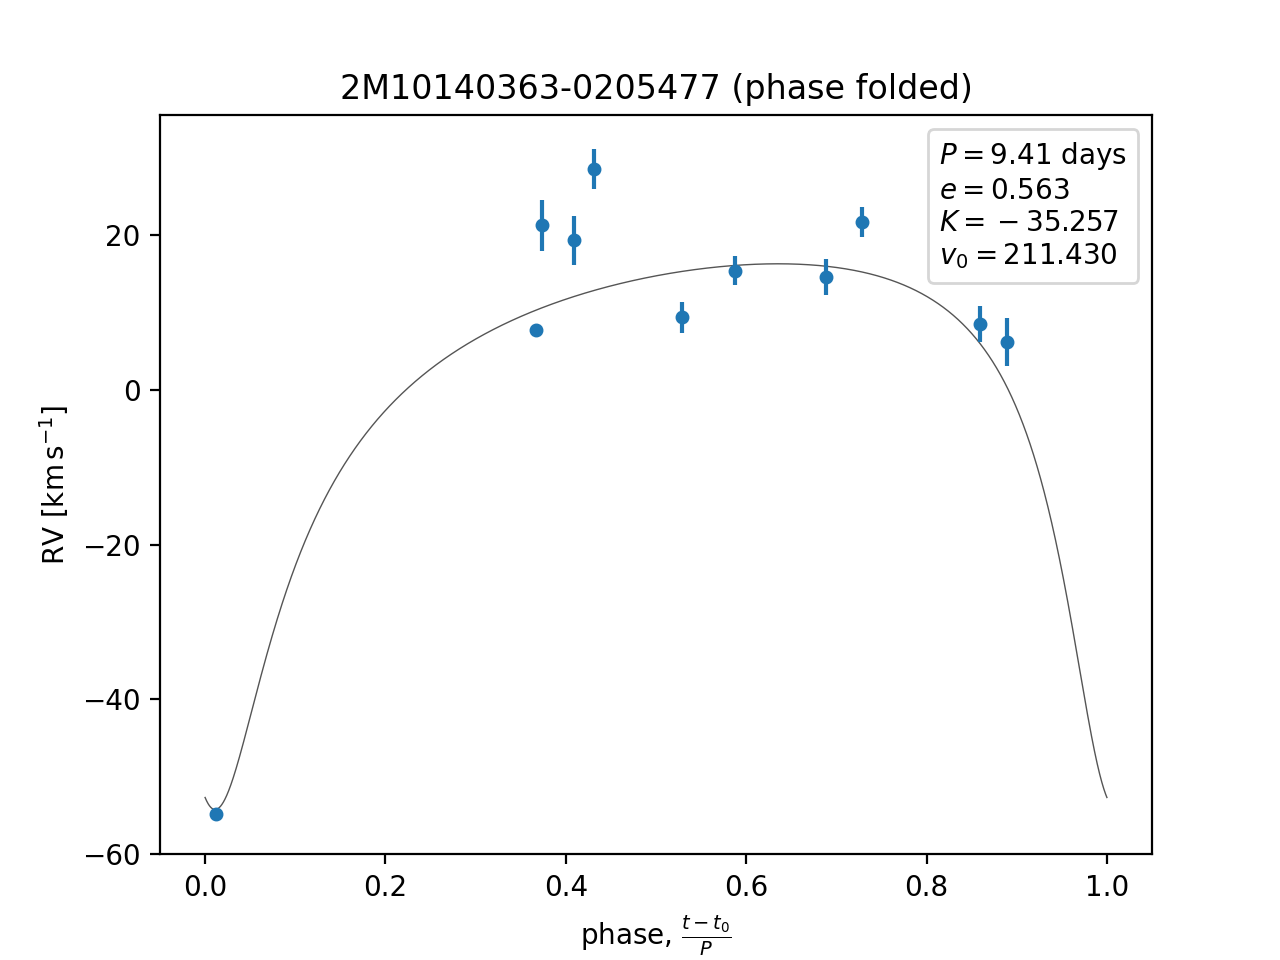 2M10140363-0205477 (phase folded)
P = 9.41 days
e = 0.563
K = −35.257
v₀ = 211.430
20
0
−20
−40
−60
RV [km s⁻¹]
0.0 0.2 0.4 0.6 0.8 1.0
phase, (t − t₀)/P